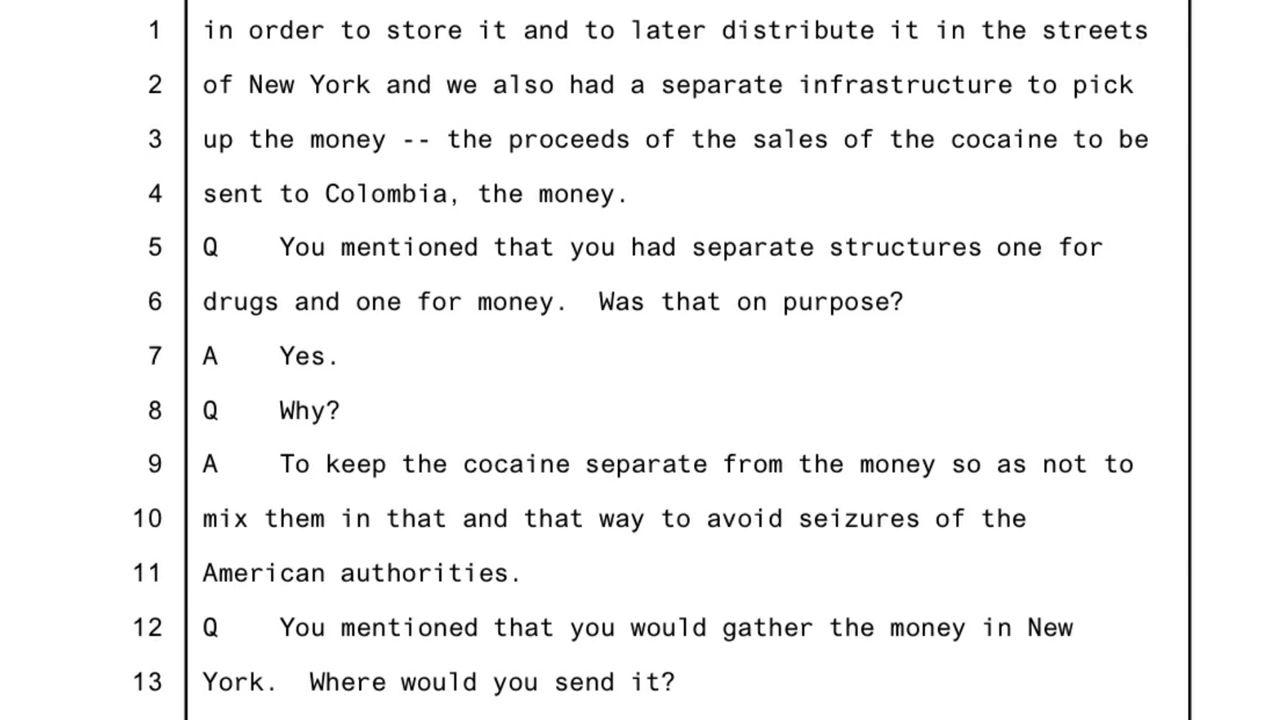 1 in order to store it and to later distribute it in the streets
2 of New York and we also had a separate infrastructure to pick
3 up the money -- the proceeds of the sales of the cocaine to be
4 sent to Colombia, the money.
5 Q You mentioned that you had separate structures one for
6 drugs and one for money. Was that on purpose?
7 A Yes.
8 Q Why?
9 A To keep the cocaine separate from the money so as not to
10 mix them in that and that way to avoid seizures of the
11 American authorities.
12 Q You mentioned that you would gather the money in New
13 York. Where would you send it?